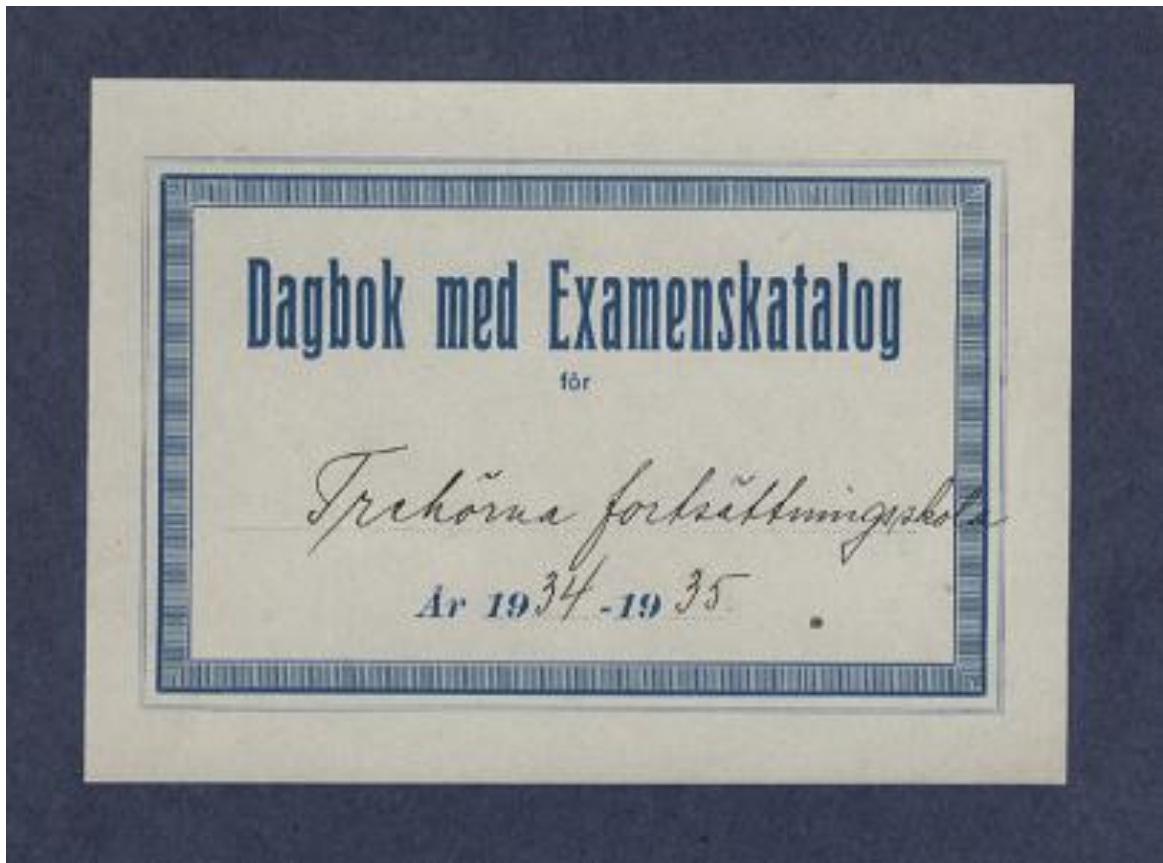 Dagbok med Examenskatalog
för
Trehörna fortsättningsskola
År 1934-1935